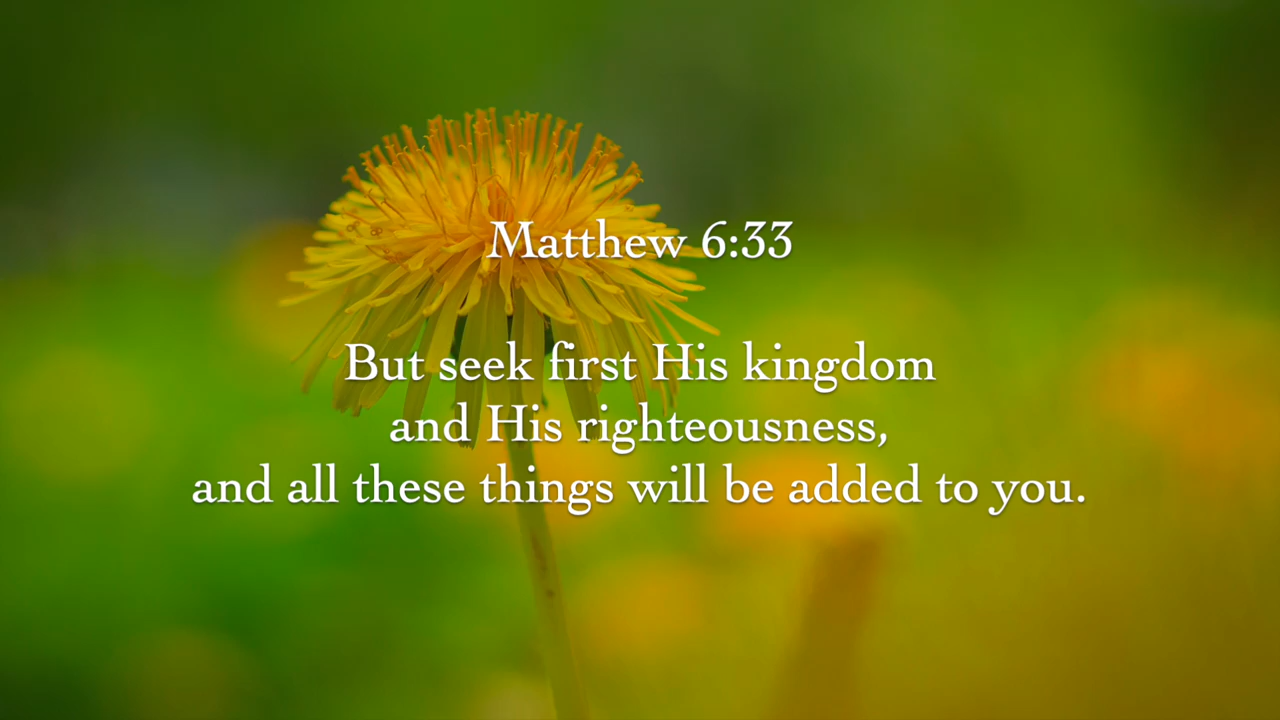 Matthew 6:33
But seek first His kingdom
and His righteousness,
and all these things will be added to you.